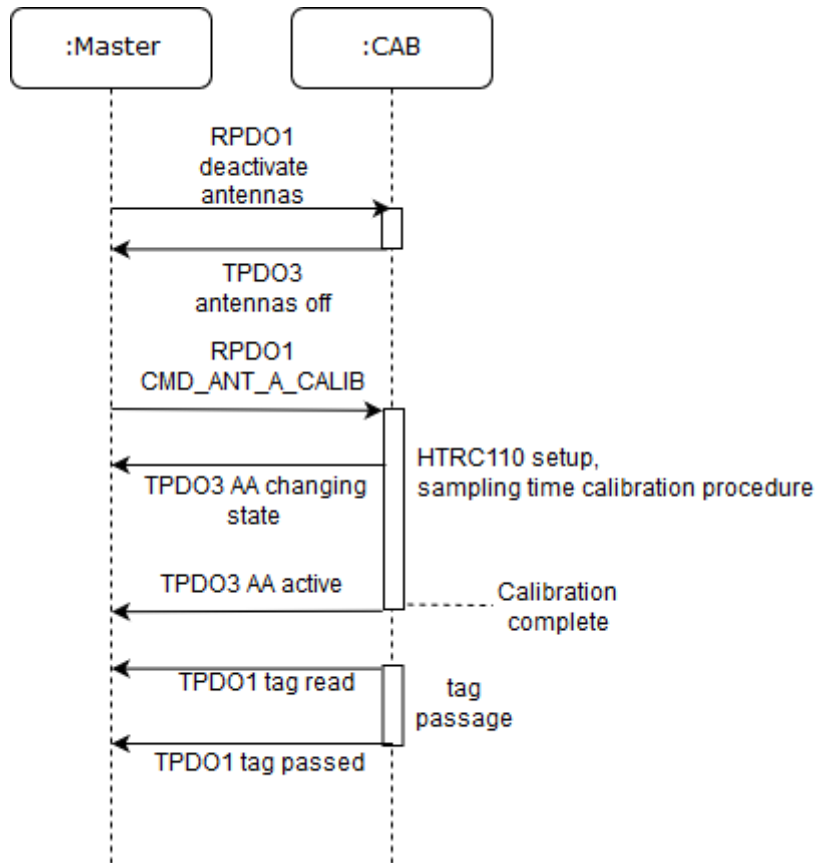 :Master
:CAB
RPDO1
deactivate
antennas
TPDO3
antennas off
RPDO1
CMD_ANT_A_CALIB
HTRC110 setup,
sampling time calibration procedure
TPDO3 AA changing
state
TPDO3 AA active
Calibration
complete
TPDO1 tag read
tag
passage
TPDO1 tag passed